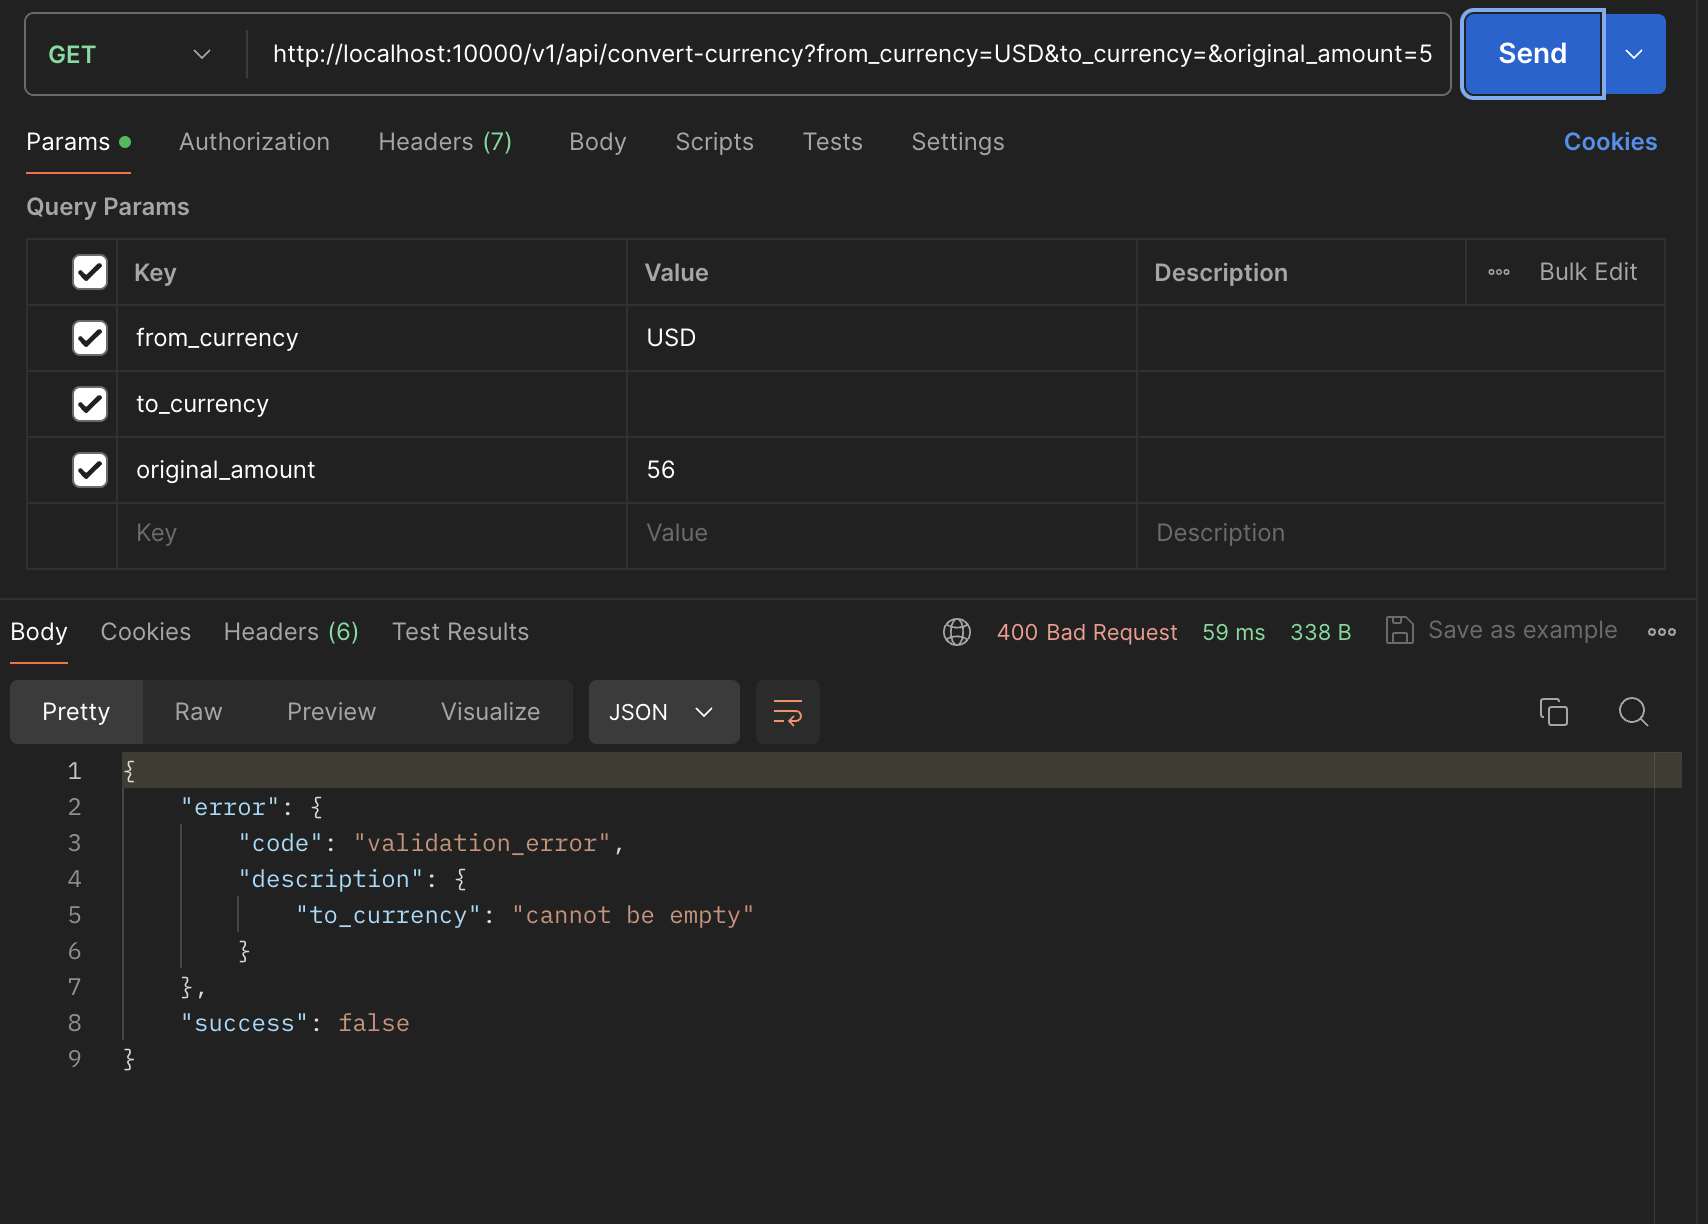 GET http://localhost:10000/v1/api/convert-currency?from_currency=USD&to_currency=&original_amount=5 Send
Params Authorization Headers (7) Body Scripts Tests Settings Cookies
Query Params
Key Value Description Bulk Edit
from_currency USD
to_currency
original_amount 56
Key Value Description
Body Cookies Headers (6) Test Results 400 Bad Request 59 ms 338 B Save as example
Pretty Raw Preview Visualize JSON
1 {
2 "error": {
3 "code": "validation_error",
4 "description": {
5 "to_currency": "cannot be empty"
6 }
7 },
8 "success": false
9 }